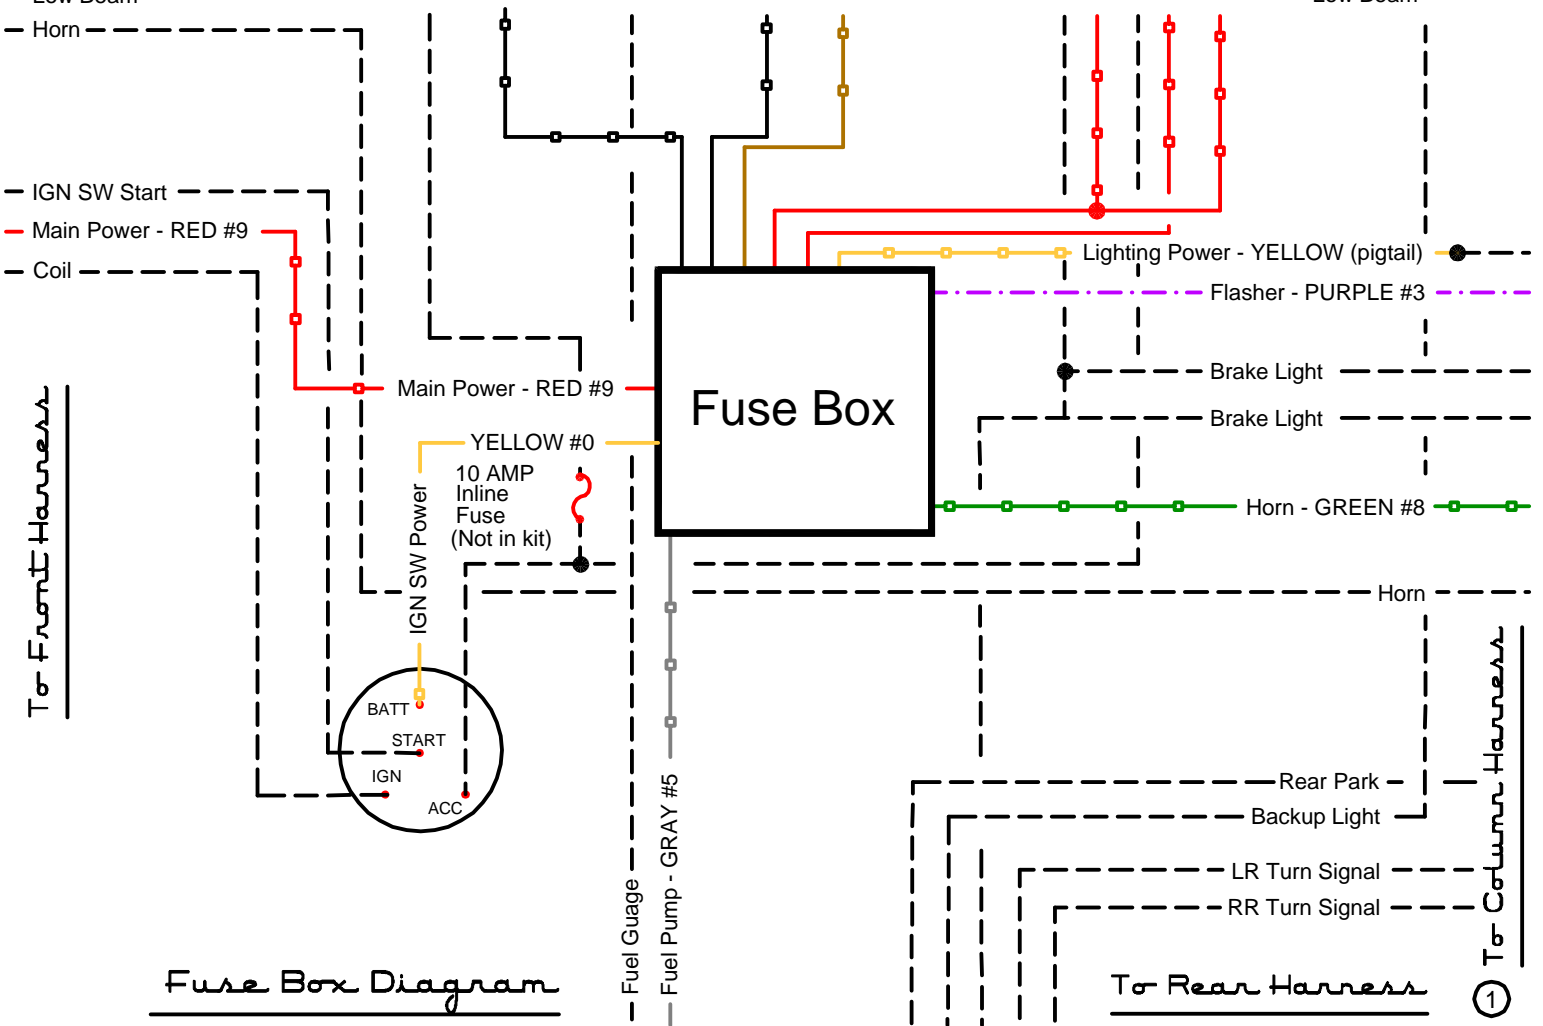 Horn
IGN SW Start
Main Power - RED #9
Coil
Lighting Power - YELLOW (pigtail)
Flasher - PURPLE #3
Main Power - RED #9
Fuse Box
Brake Light
Brake Light
YELLOW #0
10 AMP
Inline
Fuse
(Not in kit)
IGN SW Power
Horn - GREEN #8
Horn
To Front Harness
BATT
START
IGN
ACC
Rear Park
Backup Light
LR Turn Signal
RR Turn Signal
To Column Harness
Fuel Guage
Fuel Pump - GRAY #5
Fuse Box Diagram
To Rear Harness
1